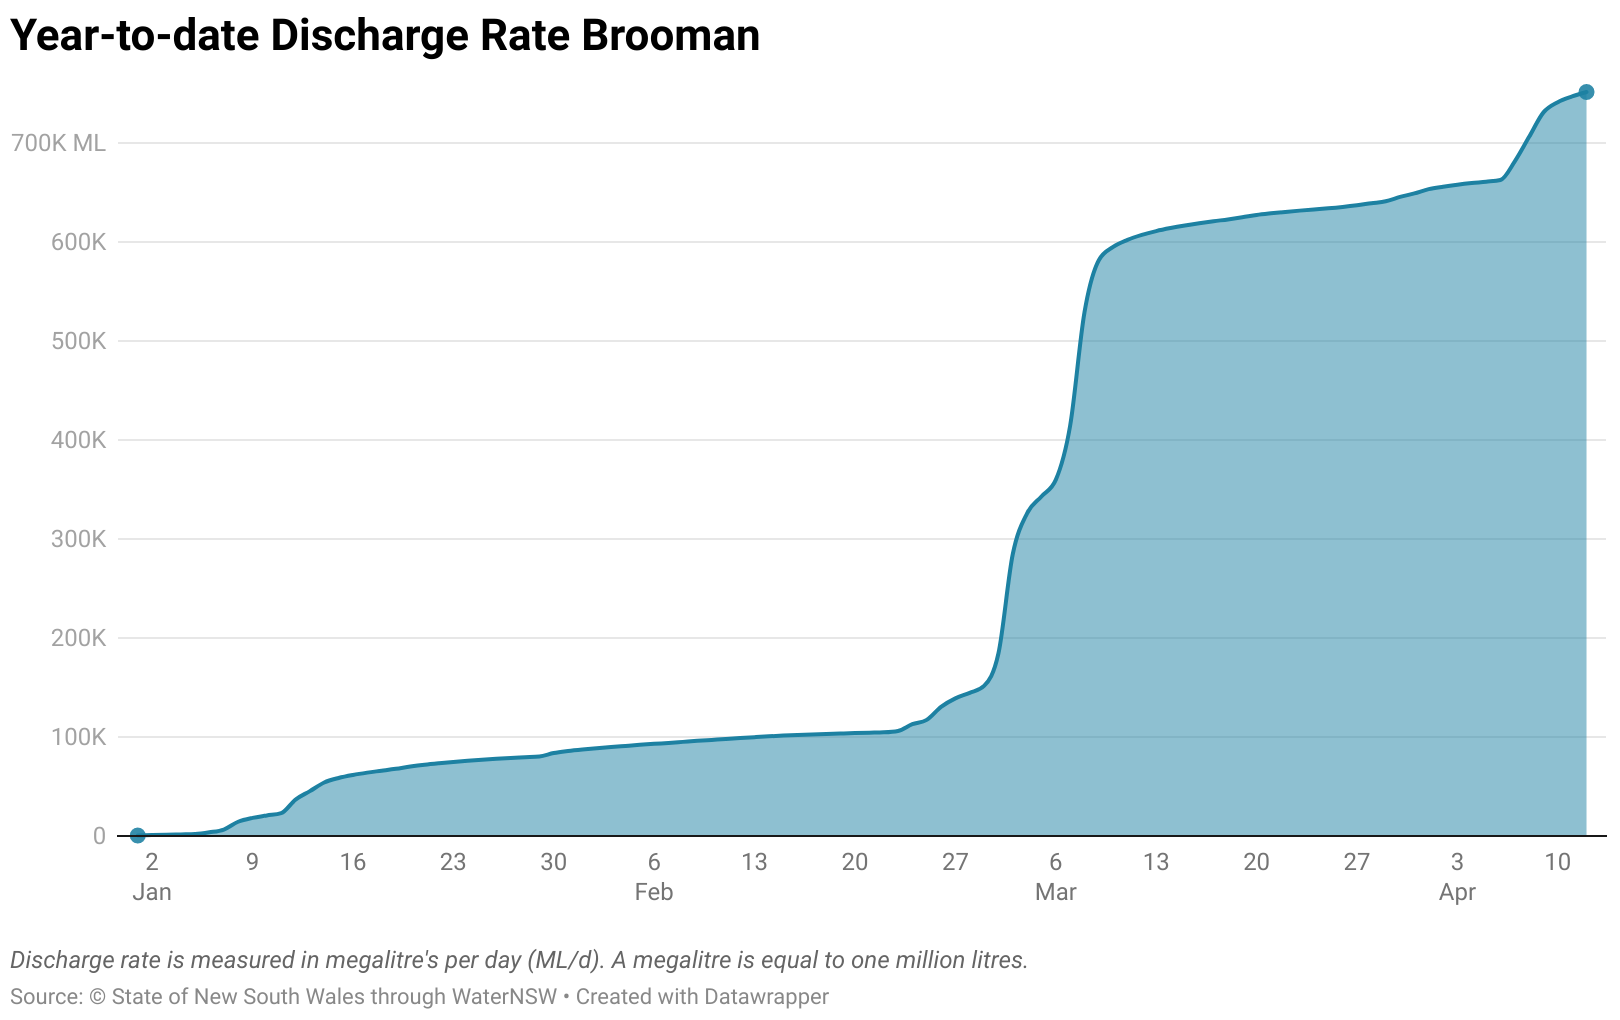 Year-to-date Discharge Rate Brooman
700K ML
600K
500K
400K
300K
200K
100K
0
2 9 16 23 30 6 13 20 27 6 13 20 27 3 10
Jan Feb Mar Apr
Discharge rate is measured in megalitre's per day (ML/d). A megalitre is equal to one million litres.
Source: © State of New South Wales through WaterNSW • Created with Datawrapper